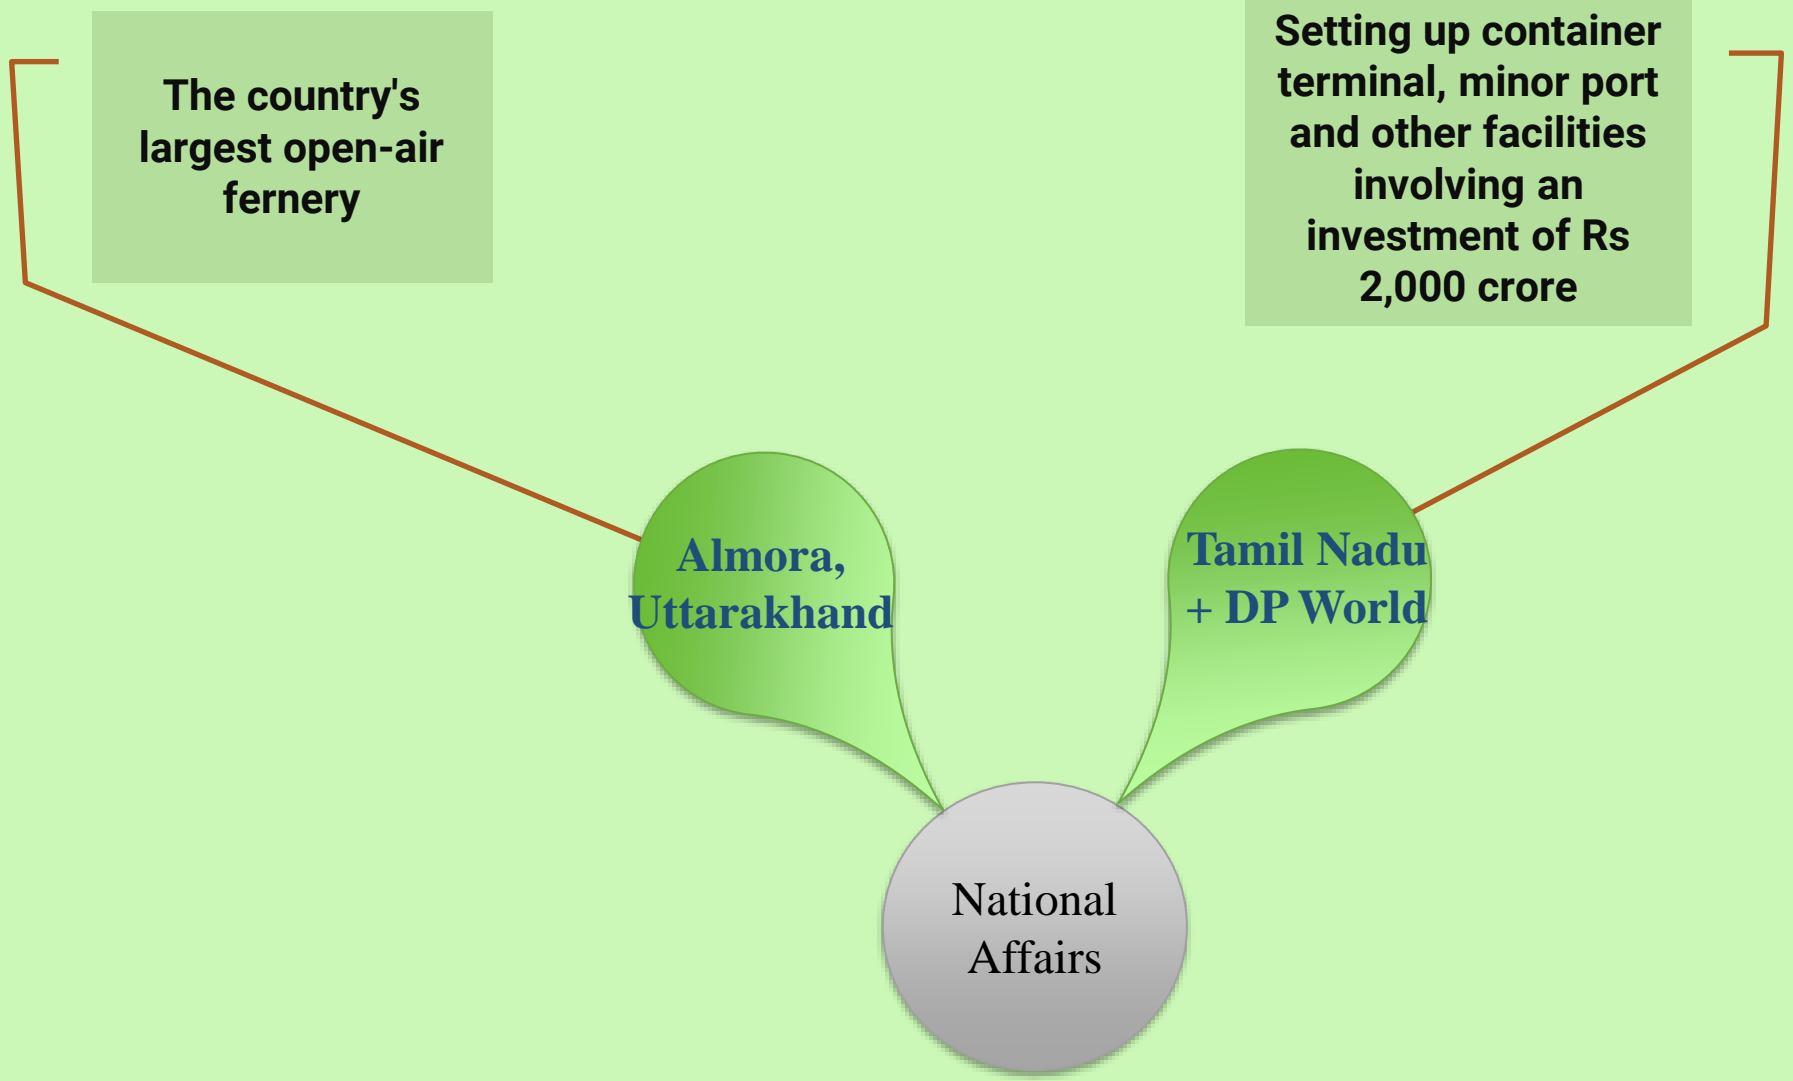 The country's
largest open-air
fernery
Setting up container
terminal, minor port
and other facilities
involving an
investment of Rs
2,000 crore
Almora,
Uttarakhand
Tamil Nadu
+ DP World
National
Affairs